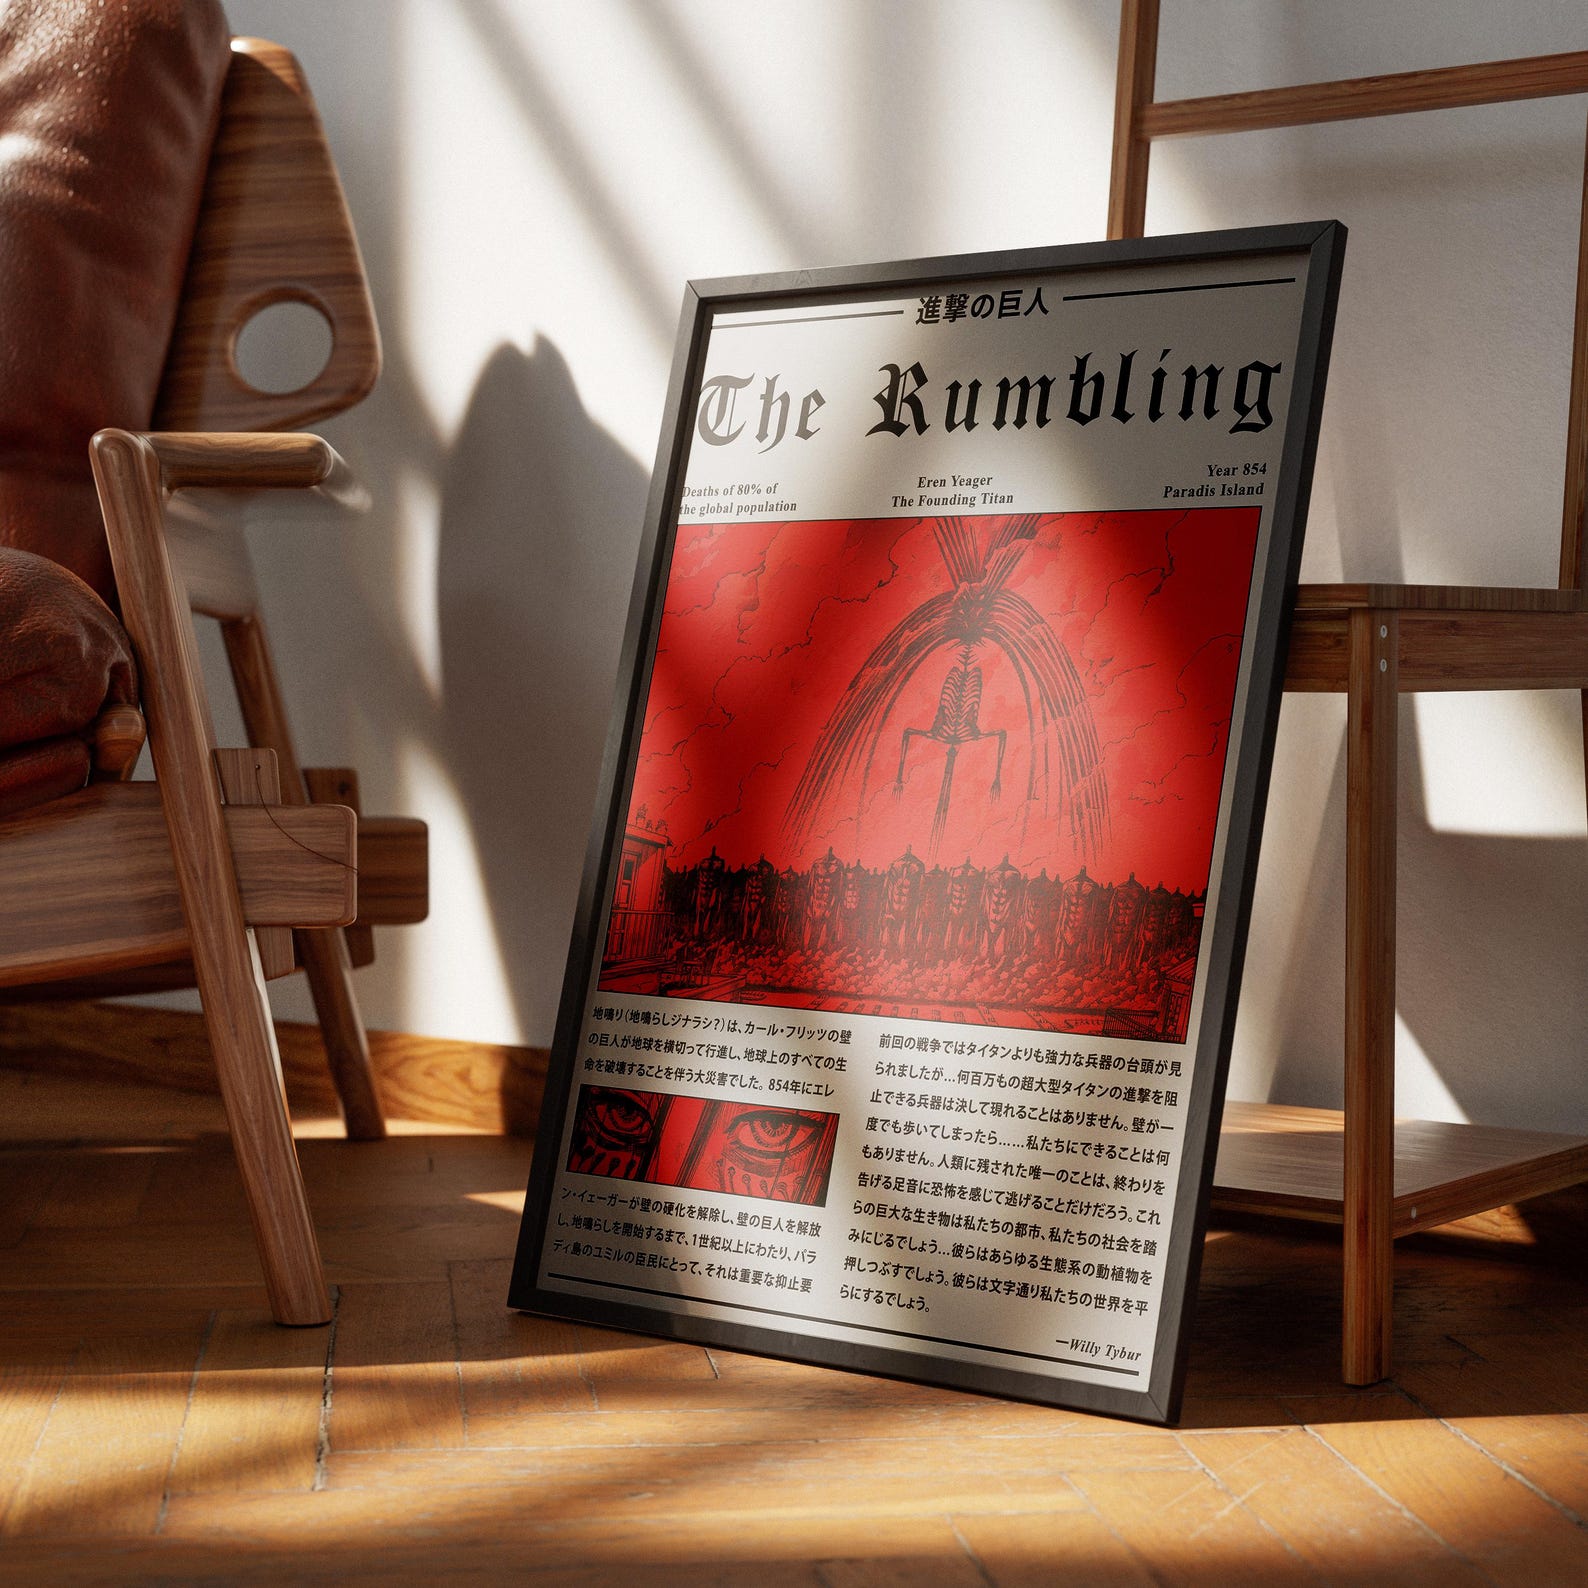 進撃の巨人
The Rumbling
Deaths of 80% of
the global population
Eren Yeager
The Founding Titan
Year 854
Paradis Island
地鳴り（地鳴らしジナラシ？）は、カール・フリッツの壁
の巨人が地球を横切って行進し、地球上のすべての生
命を破壊することを伴う大災害でした。854年にエレ
ン・イェーガーが壁の硬化を解除し、壁の巨人を解放
し、地鳴らしを開始するまで、1世紀以上にわたり、パラ
ディ島のユミルの臣民にとって、それは重要な抑止要
前回の戦争ではタイタンよりも強力な兵器の台頭が見
られましたが...何百万もの超大型タイタンの進撃を阻
止できる兵器は決して現れることはありません。壁が一
度でも歩いてしまったら......私たちにできることは何
もありません。人類に残された唯一のことは、終わりを
告げる足音に恐怖を感じて逃げることだけだろう。これ
らの巨大な生き物は私たちの都市、私たちの社会を踏
みにじるでしょう...彼らはあらゆる生態系の動植物を
押しつぶすでしょう。彼らは文字通り私たちの世界を平
らにするでしょう。
—Willy Tybur